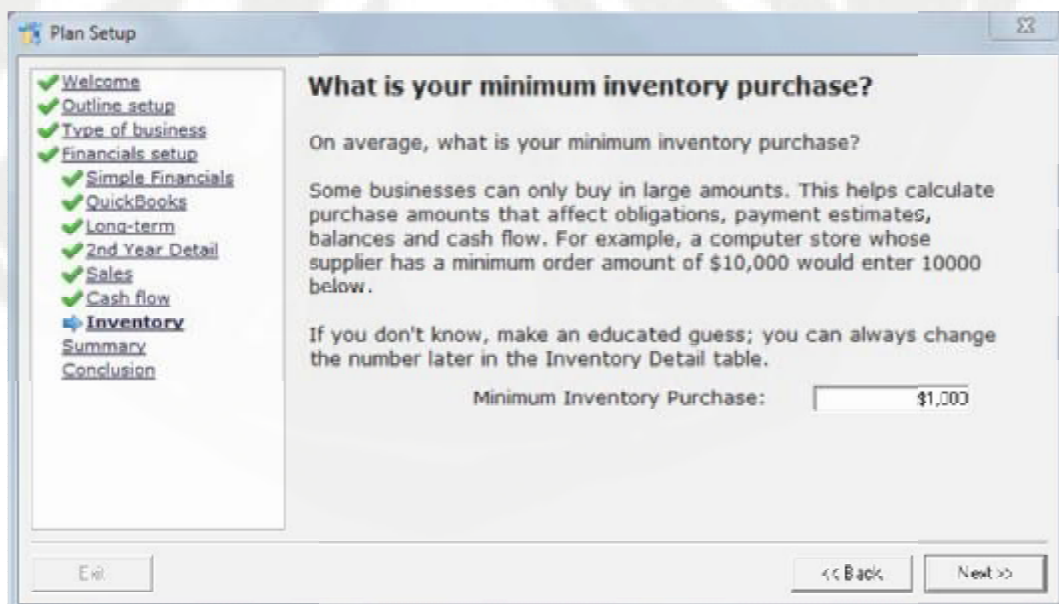 Plan Setup
Welcome
Outline setup
Type of business
Financials setup
Simple Financials
QuickBooks
Long-term
2nd Year Detail
Sales
Cash flow
Inventory
Summary
Conclusion
What is your minimum inventory purchase?
On average, what is your minimum inventory purchase?
Some businesses can only buy in large amounts. This helps calculate
purchase amounts that affect obligations, payment estimates,
balances and cash flow. For example, a computer store whose
supplier has a minimum order amount of $10,000 would enter 10000
below.
If you don't know, make an educated guess; you can always change
the number later in the Inventory Detail table.
Minimum Inventory Purchase: $1,000
Exit
<< Back
Next >>